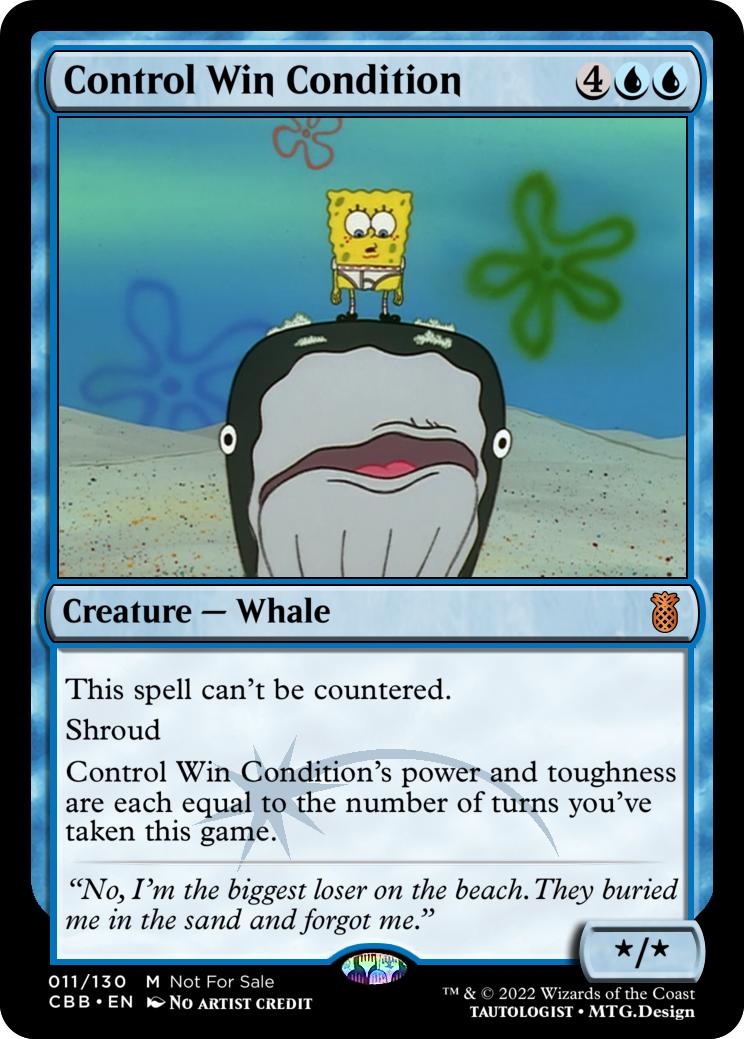 Control Win Condition 4
Creature — Whale
This spell can't be countered.
Shroud
Control Win Condition's power and toughness
are each equal to the number of turns you've
taken this game.
“No, I'm the biggest loser on the beach. They buried
me in the sand and forgot me.”
★/★
011/130 M Not For Sale
CBB • EN No artist credit
™ & © 2022 Wizards of the Coast
TAUTOLOGIST • MTG.Design